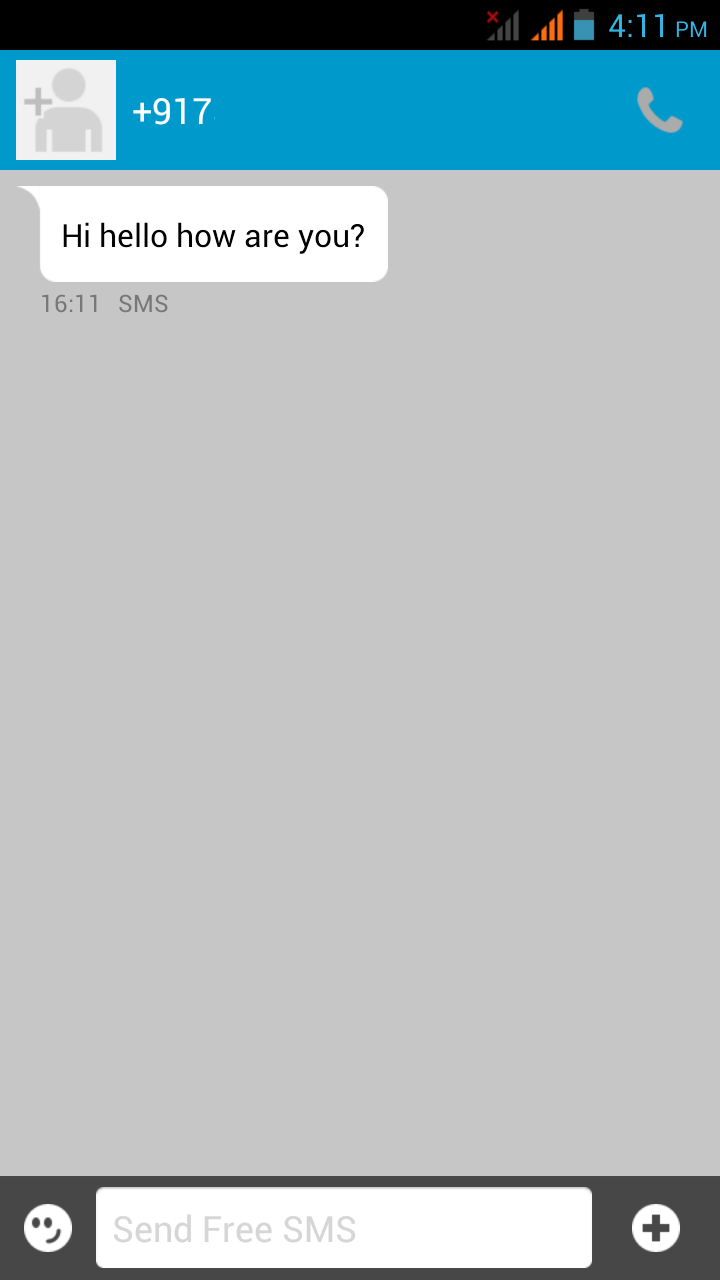 4:11 PM
+917
Hi hello how are you?
16:11 SMS
Send Free SMS